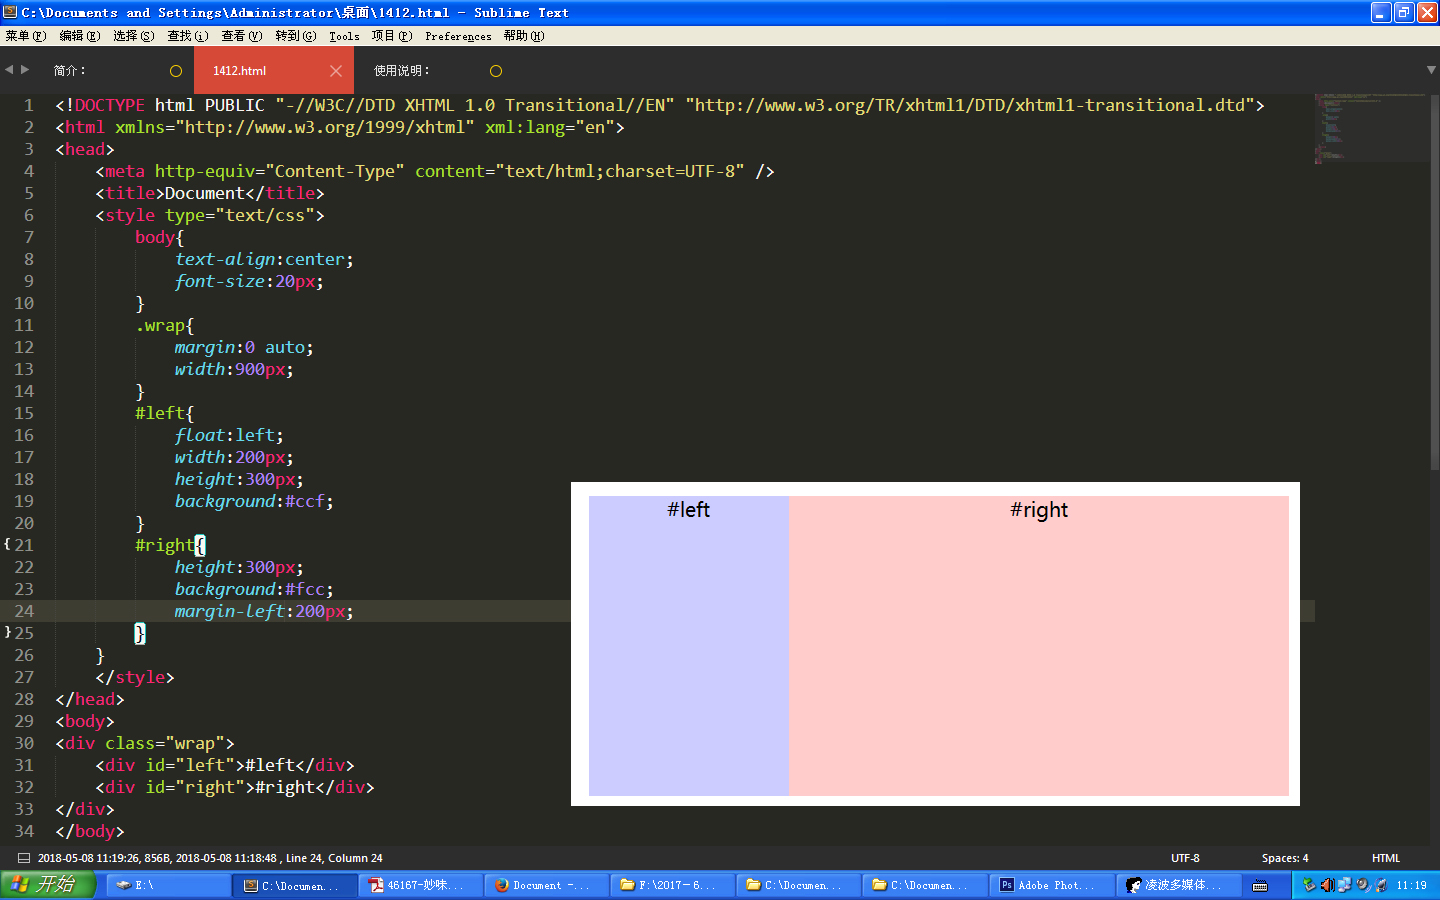 C:\Documents and Settings\Administrator\桌面\1412.html - Sublime Text
菜单(F) 编辑(E) 选择(S) 查找(i) 查看(V) 转到(G) Tools 项目(P) Preferences 帮助(H)
简介： 1412.html 使用说明：
1 <!DOCTYPE html PUBLIC "-//W3C//DTD XHTML 1.0 Transitional//EN" "http://www.w3.org/TR/xhtml1/DTD/xhtml1-transitional.dtd">
2 <html xmlns="http://www.w3.org/1999/xhtml" xml:lang="en">
3 <head>
4 <meta http-equiv="Content-Type" content="text/html;charset=UTF-8" />
5 <title>Document</title>
6 <style type="text/css">
7 body{
8 text-align:center;
9 font-size:20px;
10 }
11 .wrap{
12 margin:0 auto;
13 width:900px;
14 }
15 #left{
16 float:left;
17 width:200px;
18 height:300px;
19 background:#ccf;
20 }
{ 21 #right{
22 height:300px;
23 background:#fcc;
24 margin-left:200px;
} 25 }
26 }
27 </style>
28 </head>
29 <body>
30 <div class="wrap">
31 <div id="left">#left</div>
32 <div id="right">#right</div>
33 </div>
34 </body>
#left #right
2018-05-08 11:19:26, 856B, 2018-05-08 11:18:48 , Line 24, Column 24 UTF-8 Spaces: 4 HTML
开始 E:\ C:\Documen... 46167-妙味... Document -... F:\2017-6... C:\Documen... C:\Documen... Ps Adobe Phot... 凌波多媒体... 11:19